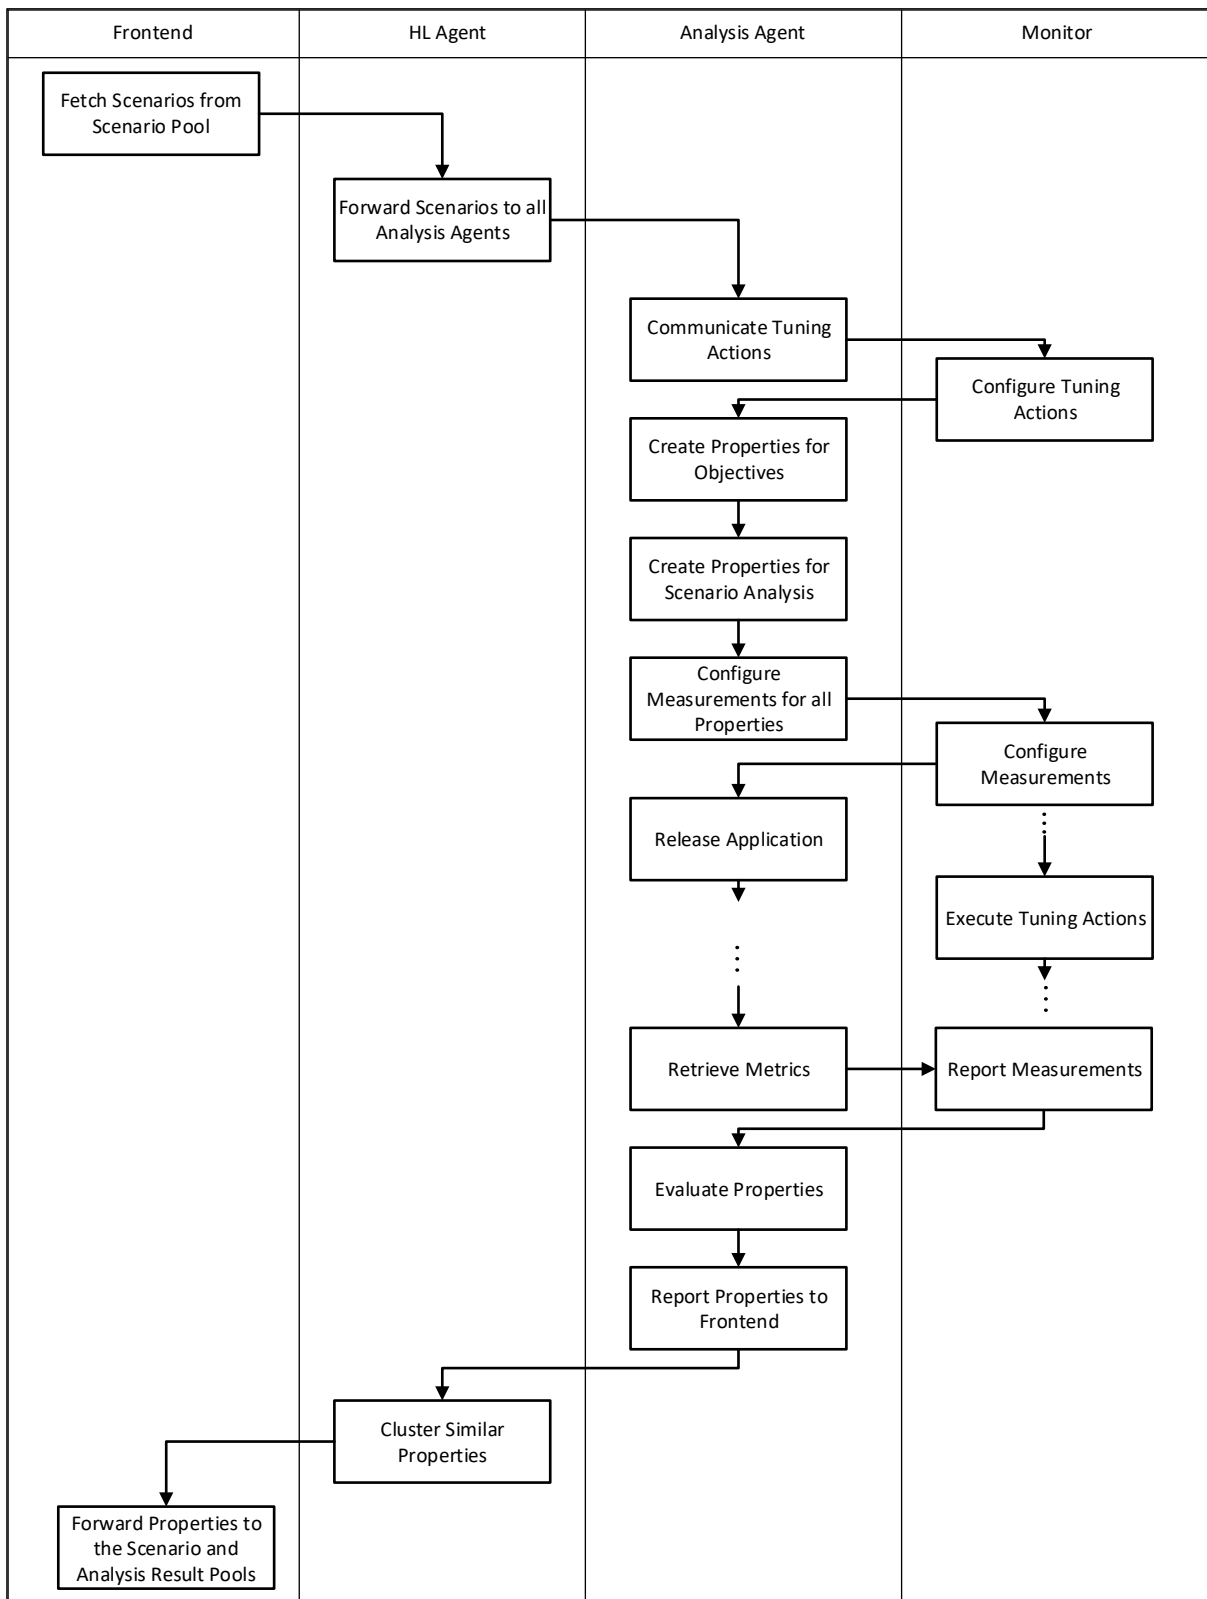 Frontend
HL Agent
Analysis Agent
Monitor
Fetch Scenarios from
Scenario Pool
Forward Scenarios to all
Analysis Agents
Communicate Tuning
Actions
Configure Tuning
Actions
Create Properties for
Objectives
Create Properties for
Scenario Analysis
Configure
Measurements for all
Properties
Configure
Measurements
Release Application
Execute Tuning Actions
Retrieve Metrics
Report Measurements
Evaluate Properties
Report Properties to
Frontend
Cluster Similar
Properties
Forward Properties to
the Scenario and
Analysis Result Pools